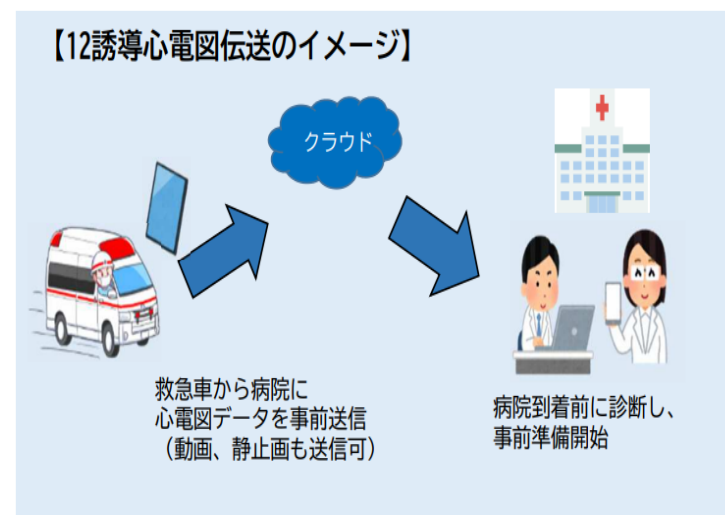 【12誘導心電図伝送のイメージ】
クラウド
救急車から病院に
心電図データを事前送信
（動画、静止画も送信可）
病院到着前に診断し、
事前準備開始